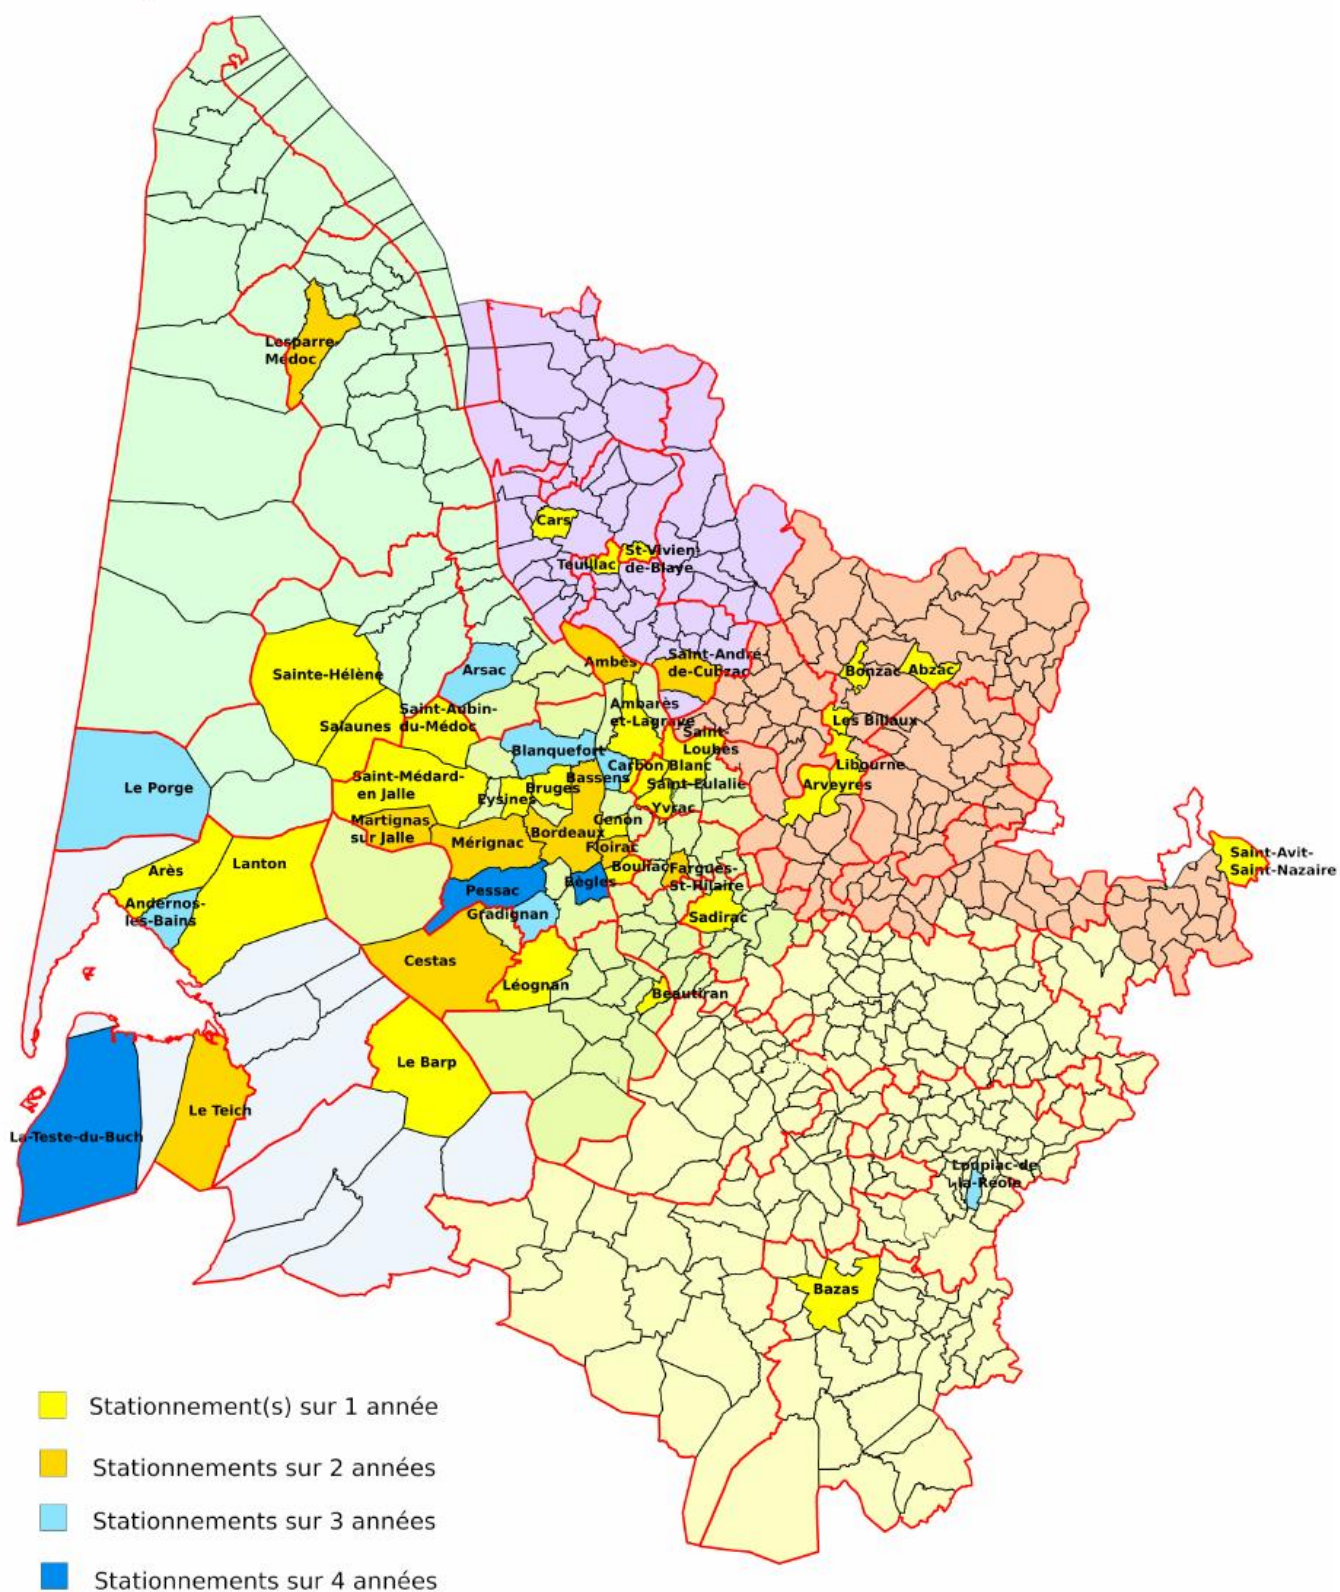 Lesparre-
Médoc
Cars
St-Vivien-
de-Blaye
Teuillac
Ambès
Saint-André-
de-Cubzac
Bonzac
Abzac
Arsac
Sainte-Hélène
Salaunes
Saint-Aubin-
du-Médoc
Ambarès
et-Lagrave
Saint-
Loubès
Les Billaux
Libourne
Arveyres
Blanquefort
Carbon Blanc
Bassens
Saint-Eulalie
Le Porge
Saint-Médard-
en Jalle
Eysines
Bruges
Yvrac
Martignas
sur Jalle
Mérignac
Bordeaux
Cenon
Floirac
Bouliac
Fargues-
St-Hilaire
Saint-Avit-
Saint-Nazaire
Arès
Lanton
Andernos-
les-Bains
Pessac
Bègles
Gradignan
Sadirac
Cestas
Léognan
Beautiran
Le Barp
Le Teich
La-Teste-du-Buch
Loupiac-de
la-Réole
Bazas
Stationnement(s) sur 1 année
Stationnements sur 2 années
Stationnements sur 3 années
Stationnements sur 4 années